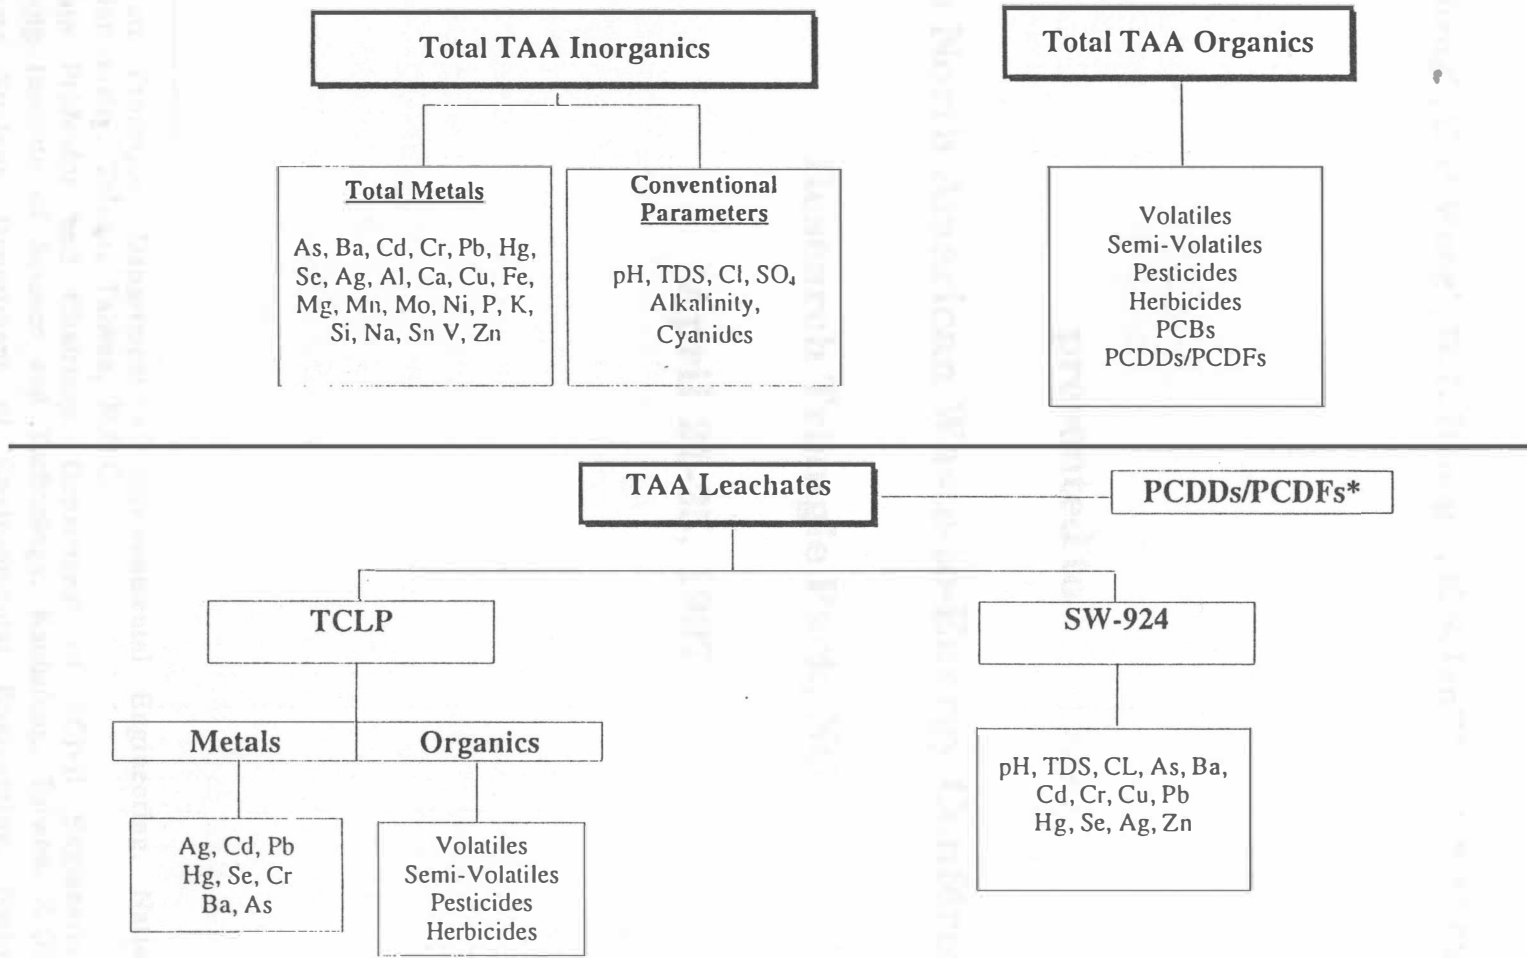 Total TAA Inorganics
Total TAA Organics
Total Metals
As, Ba, Cd, Cr, Pb, Hg,
Se, Ag, Al, Ca, Cu, Fe,
Mg, Mn, Mo, Ni, P, K,
Si, Na, Sn V, Zn
Conventional
Parameters
pH, TDS, Cl, SO₄
Alkalinity,
Cyanides
Volatiles
Semi-Volatiles
Pesticides
Herbicides
PCBs
PCDDs/PCDFs
TAA Leachates
PCDDs/PCDFs*
TCLP
SW-924
Metals
Organics
Ag, Cd, Pb
Hg, Se, Cr
Ba, As
Volatiles
Semi-Volatiles
Pesticides
Herbicides
pH, TDS, CL, As, Ba,
Cd, Cr, Cu, Pb
Hg, Se, Ag, Zn